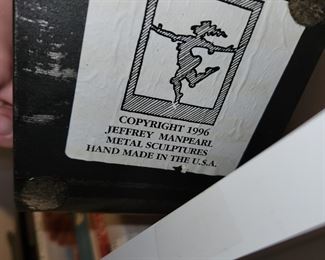 COPYRIGHT 1996
JEFFREY MANPEARL
METAL SCULPTURES
HAND MADE IN THE U.S.A.